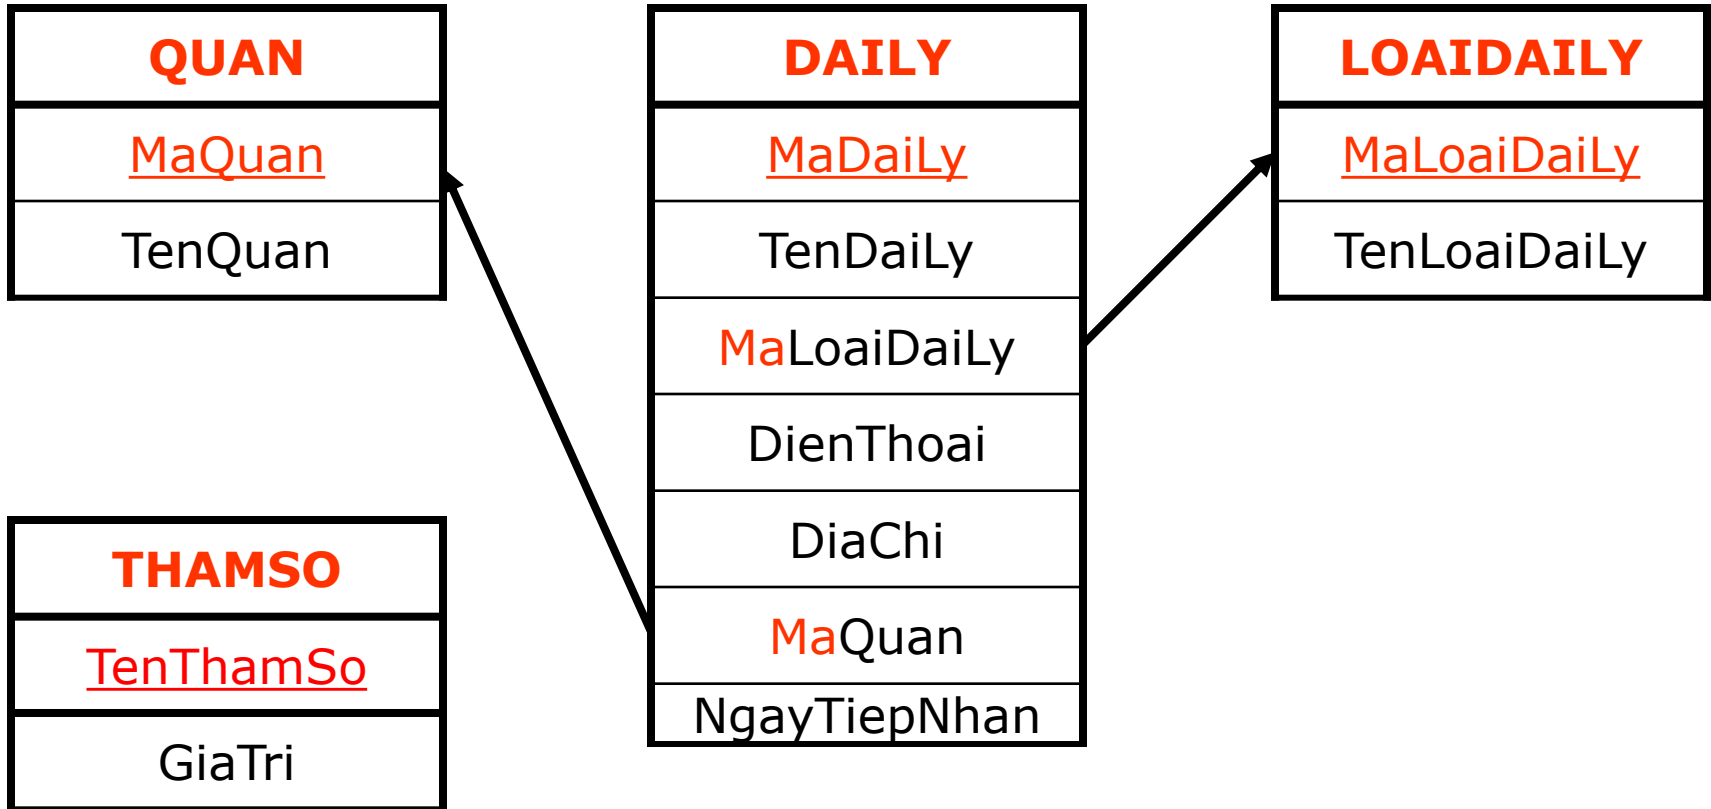 QUAN
MaQuan
TenQuan
DAILY
MaDaiLy
TenDaiLy
MaLoaiDaiLy
DienThoai
DiaChi
MaQuan
NgayTiepNhan
LOAIDAILY
MaLoaiDaiLy
TenLoaiDaiLy
THAMSO
TenThamSo
GiaTri